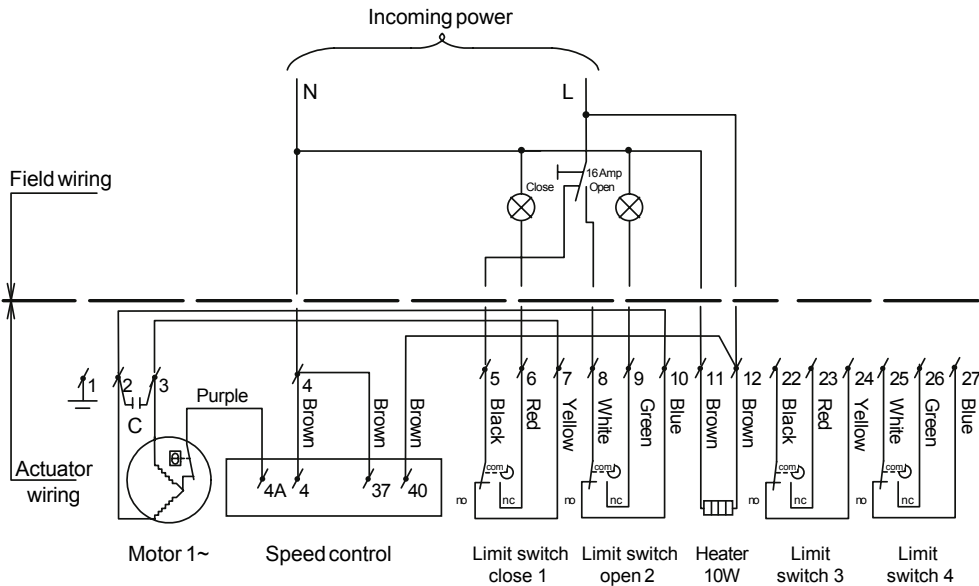 Incoming power
N L
Field wiring
Close 16 Amp
Open
1 2 3 4 5 6 7 8 9 10 11 12 22 23 24 25 26 27
C
Purple
Brown Brown Brown Black Red Yellow White Green Blue Brown Brown Black Red Yellow White Green Blue
θ
4A 4 37 40
com com com com
no nc no nc no nc no nc
Actuator
wiring
Motor 1~ Speed control Limit switch Limit switch Heater Limit Limit
close 1 open 2 10W switch 3 switch 4